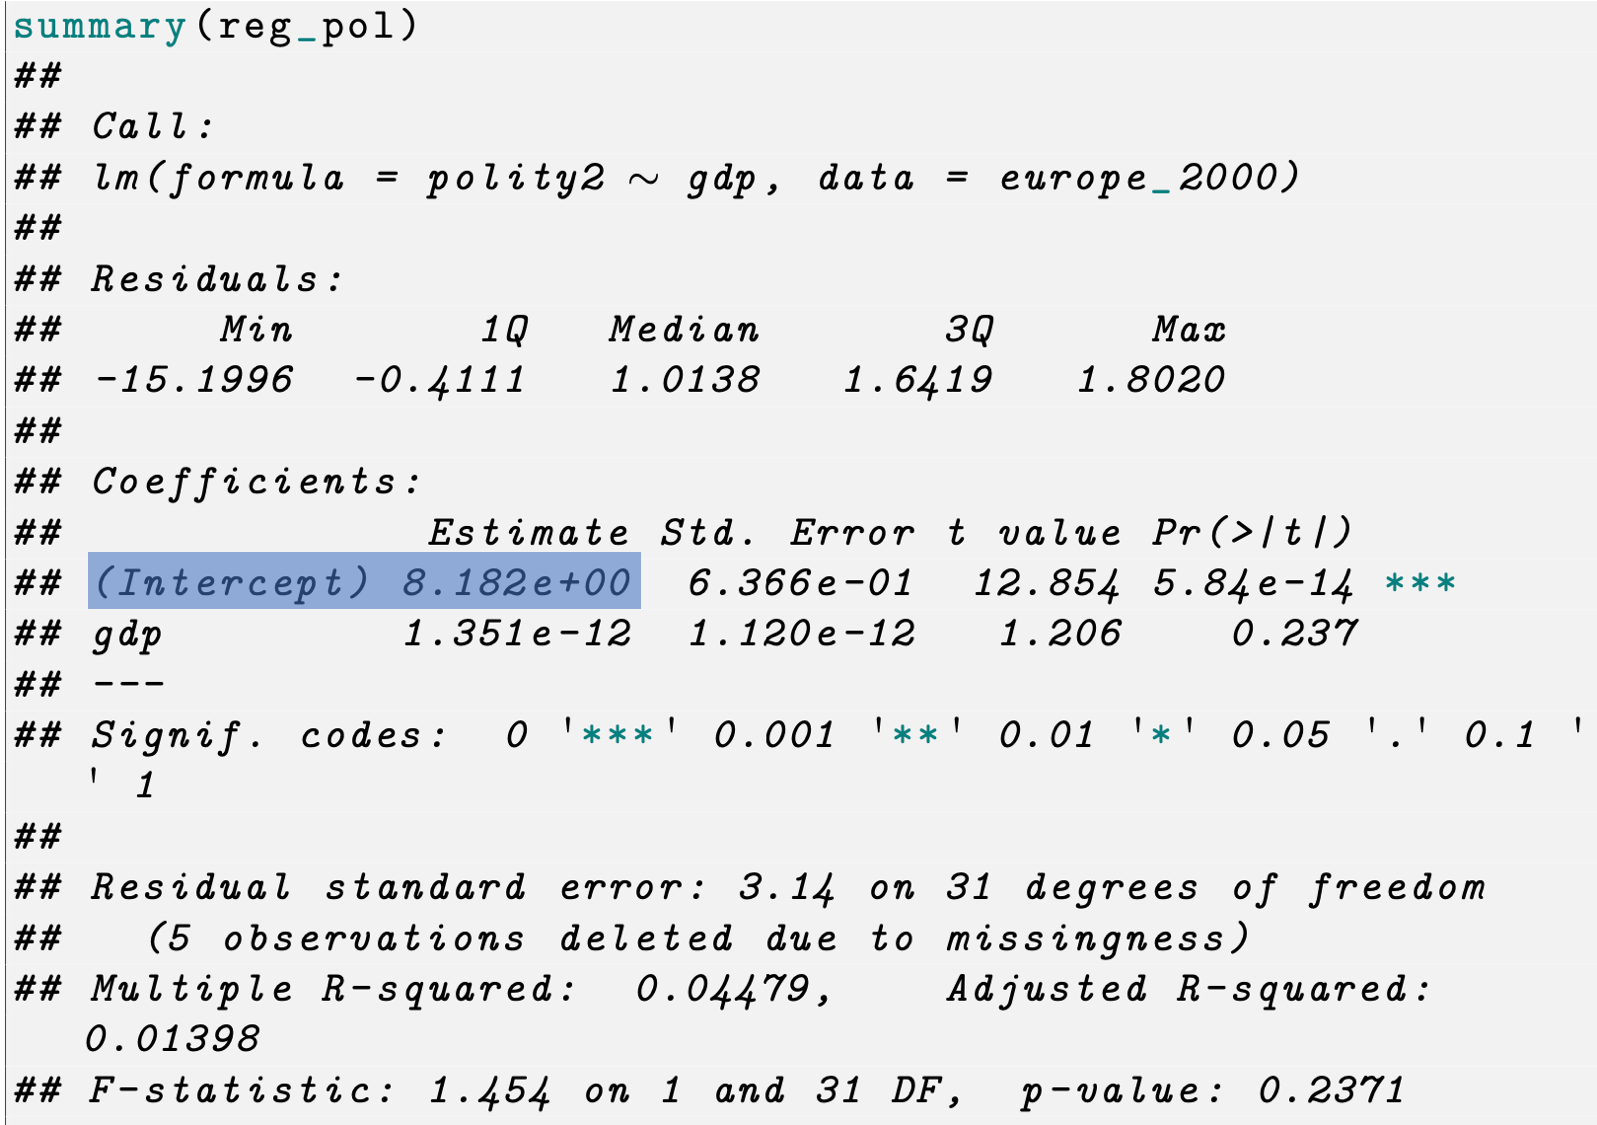 summary(reg_pol)
##
## Call:
## lm(formula = polity2 ~ gdp, data = europe_2000)
##
## Residuals:
##      Min       1Q   Median       3Q      Max
## -15.1996  -0.4111   1.0138   1.6419   1.8020
##
## Coefficients:
##              Estimate Std. Error t value Pr(>|t|)
## (Intercept) 8.182e+00  6.366e-01  12.854 5.84e-14 ***
## gdp         1.351e-12  1.120e-12   1.206    0.237
## ---
## Signif. codes:  0 '***' 0.001 '**' 0.01 '*' 0.05 '.' 0.1 '
' 1
##
## Residual standard error: 3.14 on 31 degrees of freedom
##   (5 observations deleted due to missingness)
## Multiple R-squared:  0.04479,    Adjusted R-squared:
0.01398
## F-statistic: 1.454 on 1 and 31 DF,  p-value: 0.2371